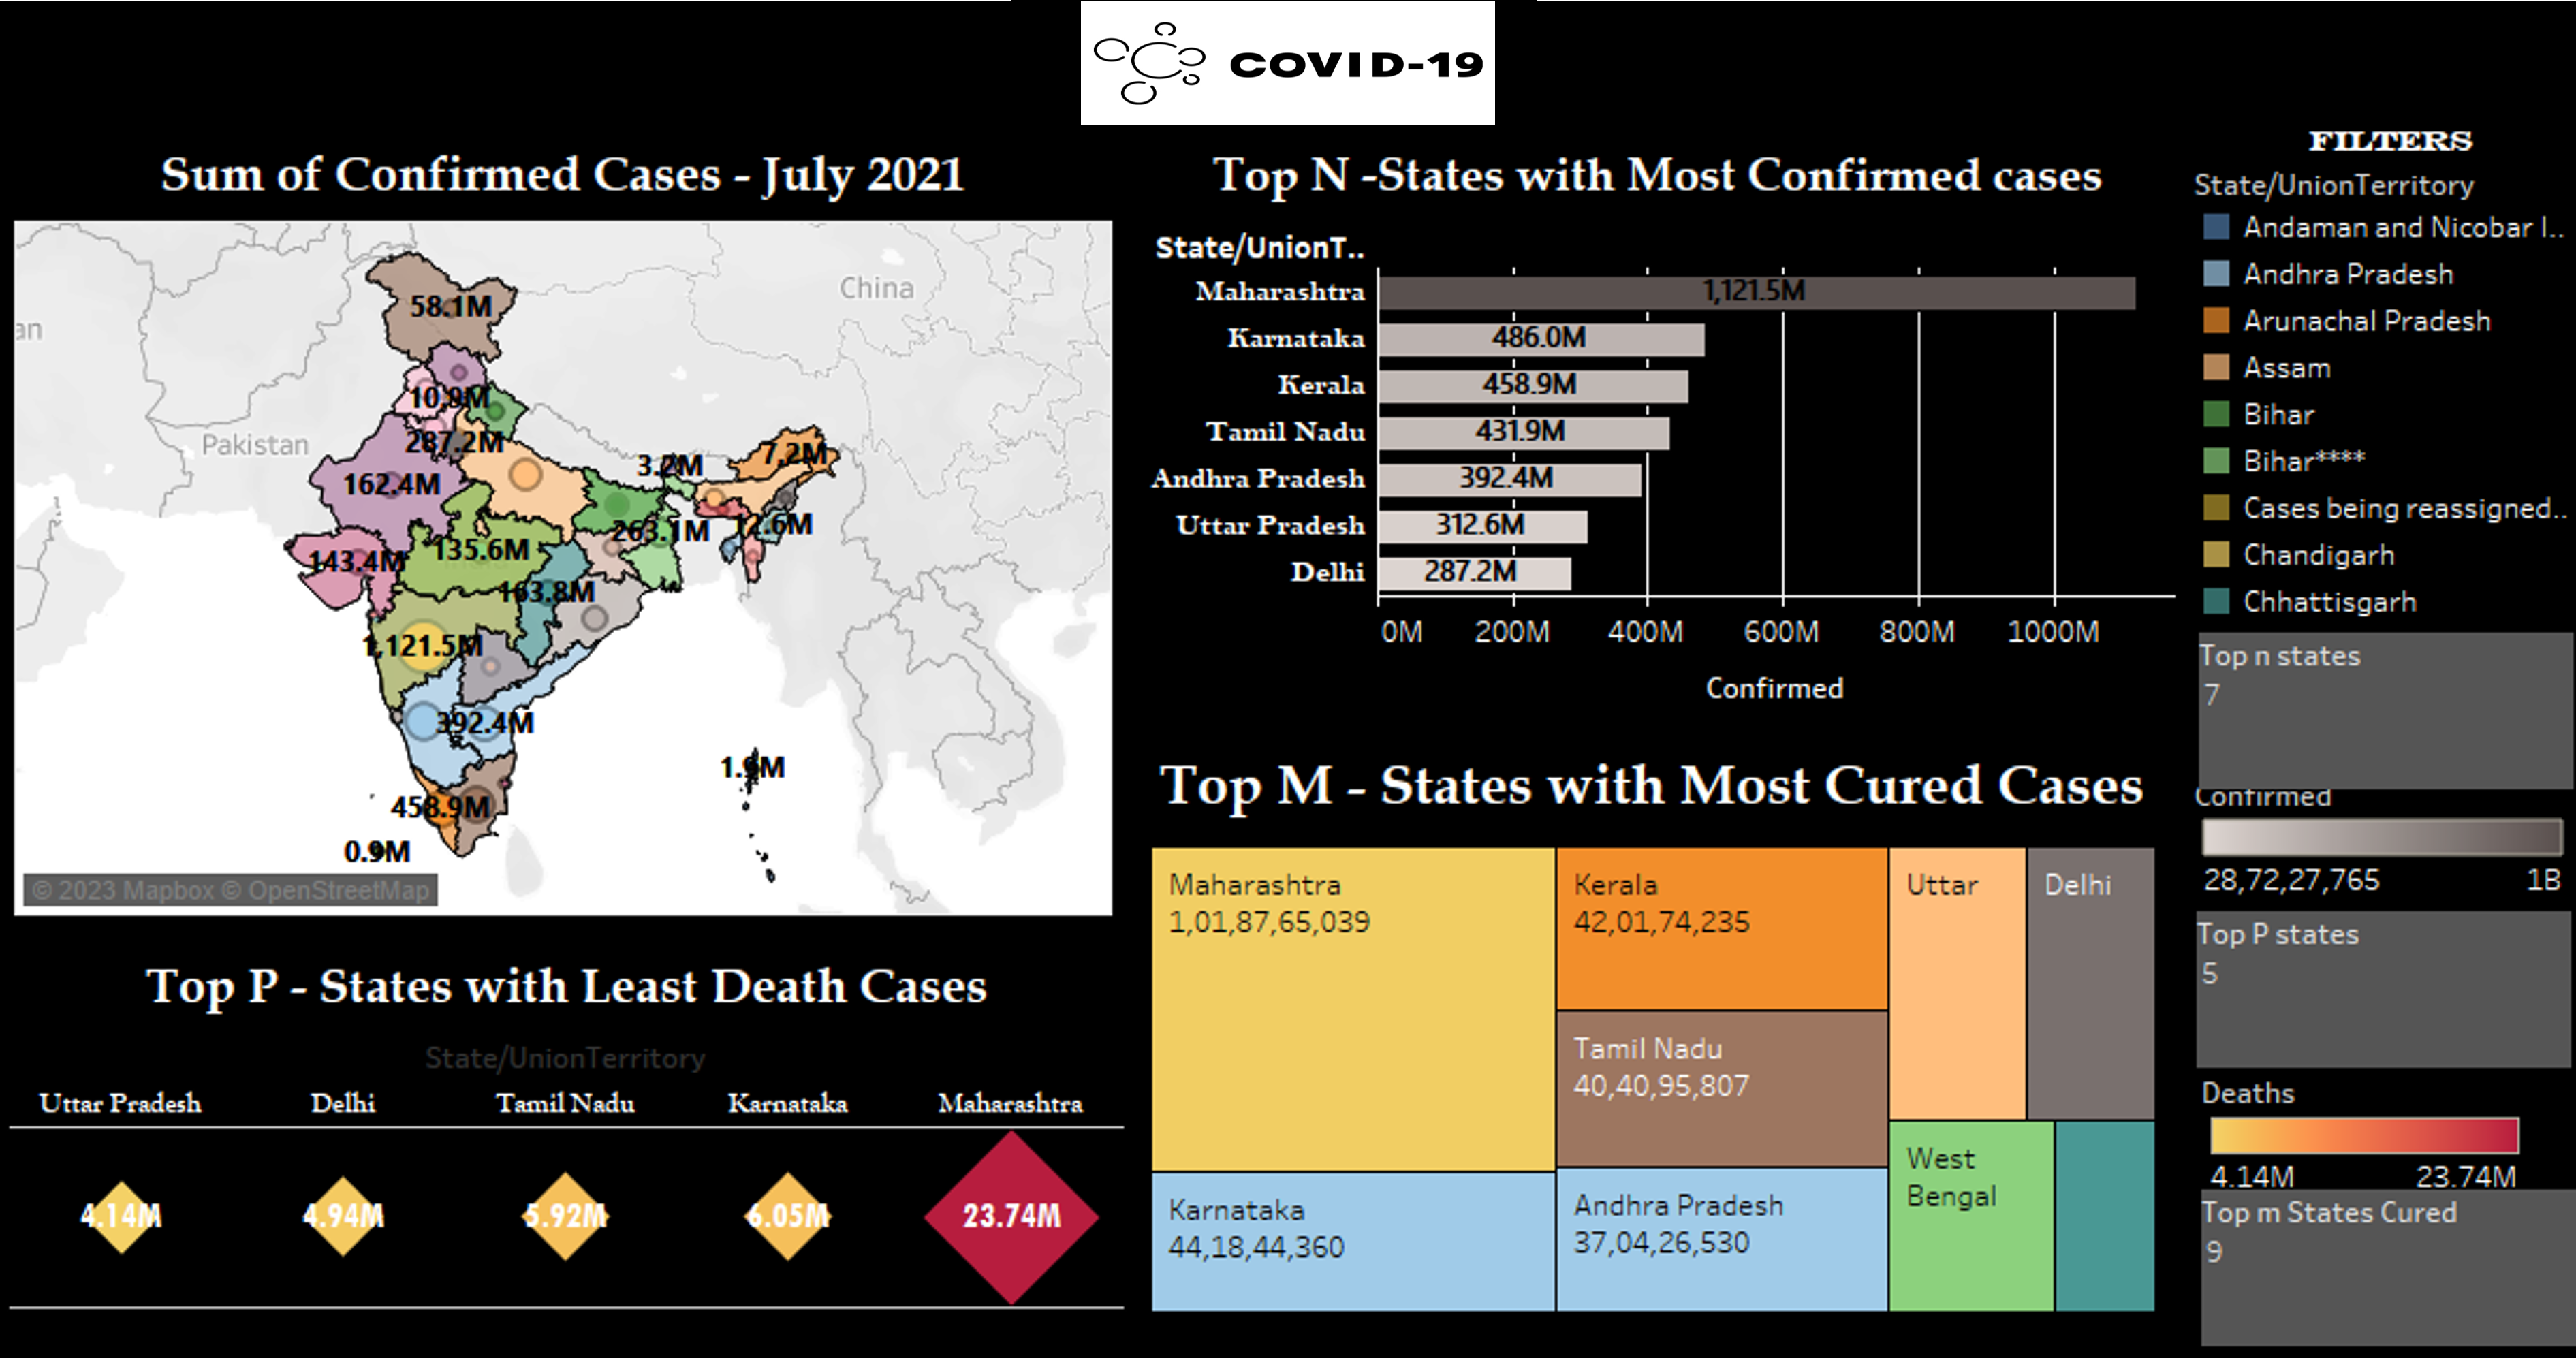 COVID-19
Sum of Confirmed Cases - July 2021
China
Pakistan
an
58.1M
10.9M
287.2M
162.4M
3.2M
7.2M
263.1M
12.6M
143.4M
135.6M
163.8M
1,121.5M
392.4M
1.9M
458.9M
0.9M
© 2023 Mapbox © OpenStreetMap
Top N -States with Most Confirmed cases
State/UnionT..
Maharashtra 1,121.5M
Karnataka 486.0M
Kerala 458.9M
Tamil Nadu 431.9M
Andhra Pradesh 392.4M
Uttar Pradesh 312.6M
Delhi 287.2M
0M 200M 400M 600M 800M 1000M
Confirmed
Top P - States with Least Death Cases
State/UnionTerritory
Uttar Pradesh Delhi Tamil Nadu Karnataka Maharashtra
4.14M 4.94M 5.92M 6.05M 23.74M
Top M - States with Most Cured Cases
Maharashtra
1,01,87,65,039
Karnataka
44,18,44,360
Kerala
42,01,74,235
Tamil Nadu
40,40,95,807
Andhra Pradesh
37,04,26,530
Uttar
Delhi
West
Bengal
FILTERS
State/UnionTerritory
Andaman and Nicobar I..
Andhra Pradesh
Arunachal Pradesh
Assam
Bihar
Bihar****
Cases being reassigned..
Chandigarh
Chhattisgarh
Top n states
7
Confirmed
28,72,27,765 1B
Top P states
5
Deaths
4.14M 23.74M
Top m States Cured
9